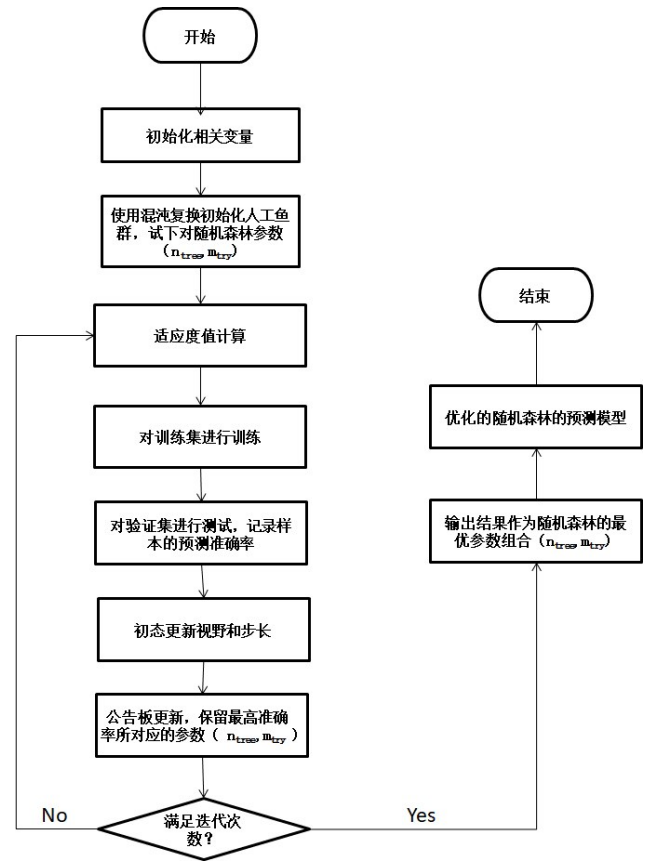 开始
初始化相关变量
使用混沌复换初始化人工鱼
群，试下对随机森林参数
（ntree,mtry）
适应度值计算
对训练集进行训练
对验证集进行测试，记录样
本的预测准确率
初态更新视野和步长
公告板更新，保留最高准确
率所对应的参数（ ntree,mtry ）
满足迭代次
数？
No
Yes
输出结果作为随机森林的最
优参数组合（ntree,mtry）
优化的随机森林的预测模型
结束